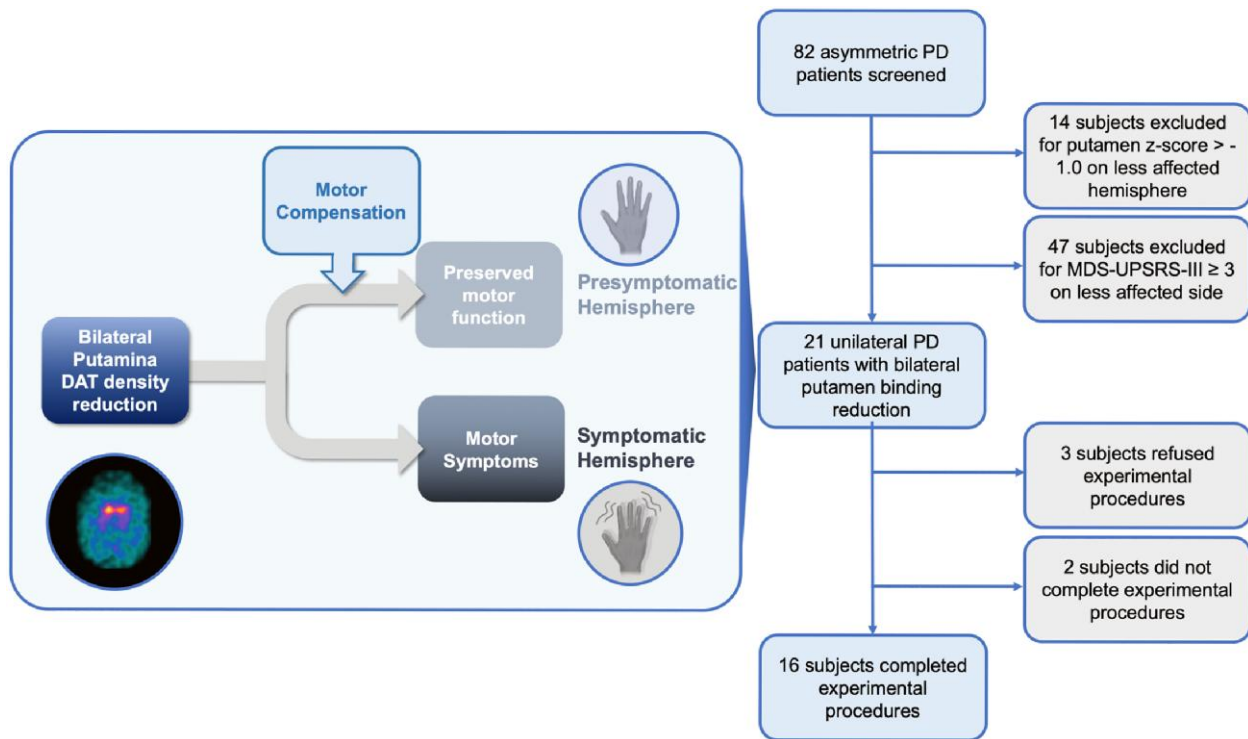 Motor
Compensation
Preserved
motor
function
Presymptomatic
Hemisphere
Bilateral
Putamina
DAT density
reduction
Motor
Symptoms
Symptomatic
Hemisphere
82 asymmetric PD
patients screened
14 subjects excluded
for putamen z-score > -
1.0 on less affected
hemisphere
47 subjects excluded
for MDS-UPSRS-III ≥ 3
on less affected side
21 unilateral PD
patients with bilateral
putamen binding
reduction
3 subjects refused
experimental
procedures
2 subjects did not
complete experimental
procedures
16 subjects completed
experimental
procedures